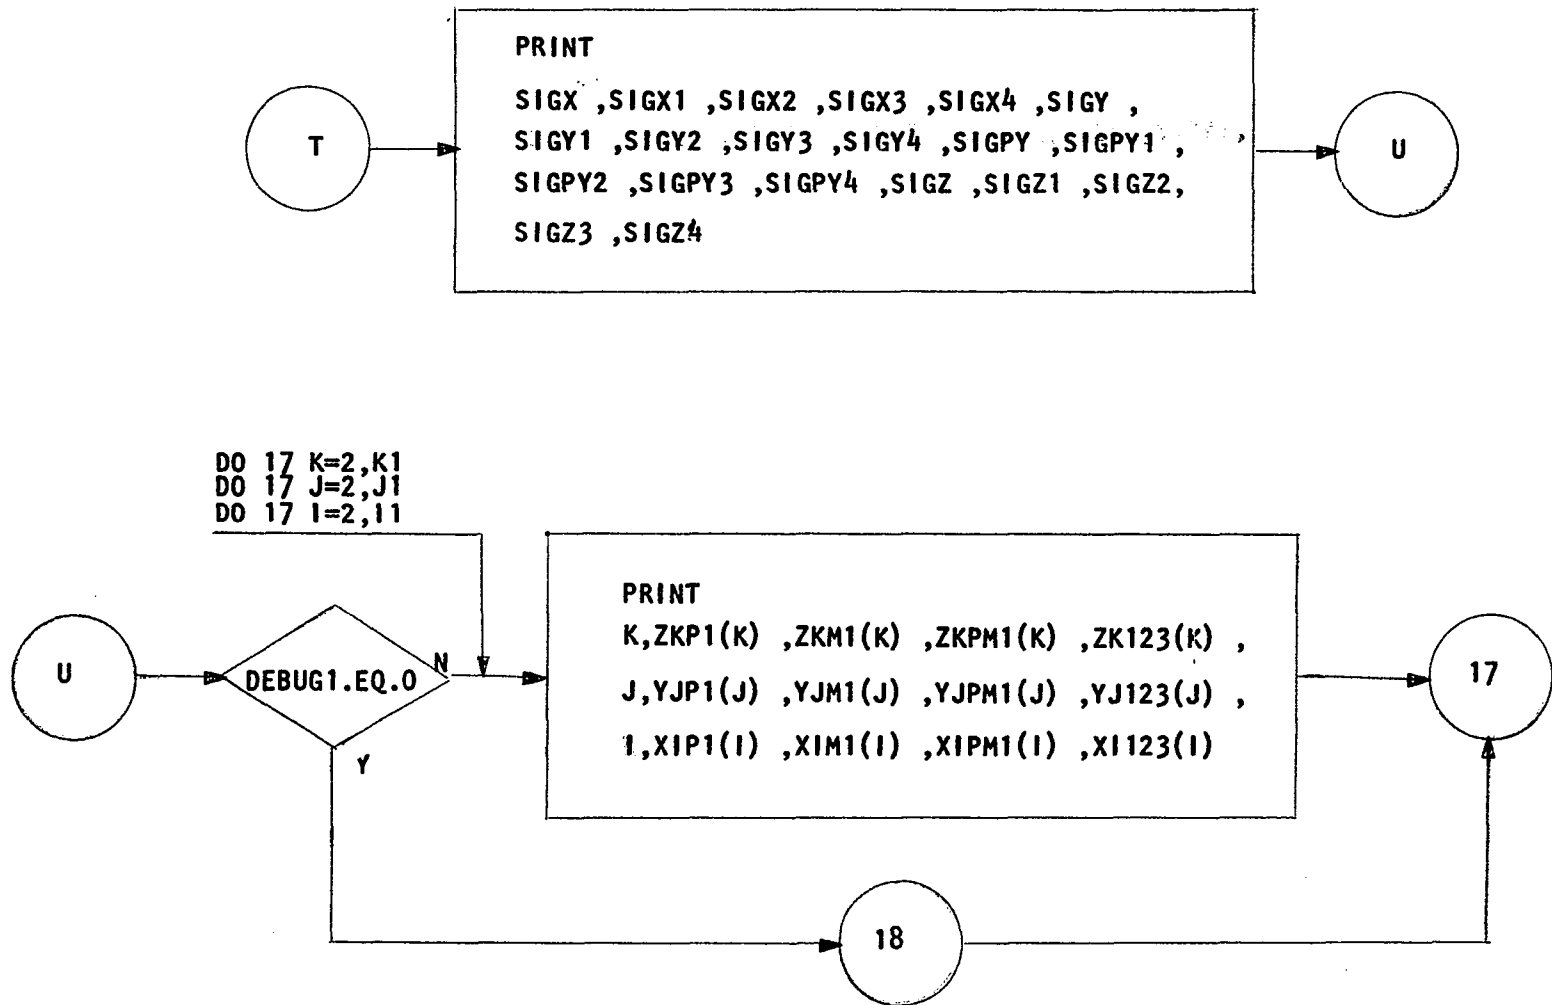 PRINT
SIGX ,SIGX1 ,SIGX2 ,SIGX3 ,SIGX4 ,SIGY ,
SIGY1 ,SIGY2 ,SIGY3 ,SIGY4 ,SIGPY ,SIGPY1 ,
SIGPY2 ,SIGPY3 ,SIGPY4 ,SIGZ ,SIGZ1 ,SIGZ2,
SIGZ3 ,SIGZ4
T
U
DO 17 K=2,K1
DO 17 J=2,J1
DO 17 I=2,I1
U
DEBUG1.EQ.0
N
Y
PRINT
K,ZKP1(K) ,ZKM1(K) ,ZKPM1(K) ,ZK123(K) ,
J,YJP1(J) ,YJM1(J) ,YJPM1(J) ,YJ123(J) ,
I,XIP1(I) ,XIM1(I) ,XIPM1(I) ,XI123(I)
17
18